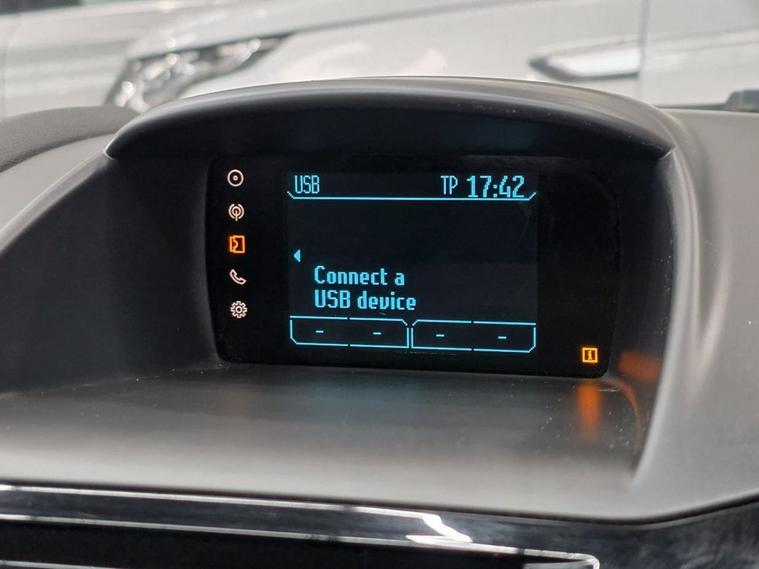 USB TP 17:42
Connect a
USB device
- - - -
i